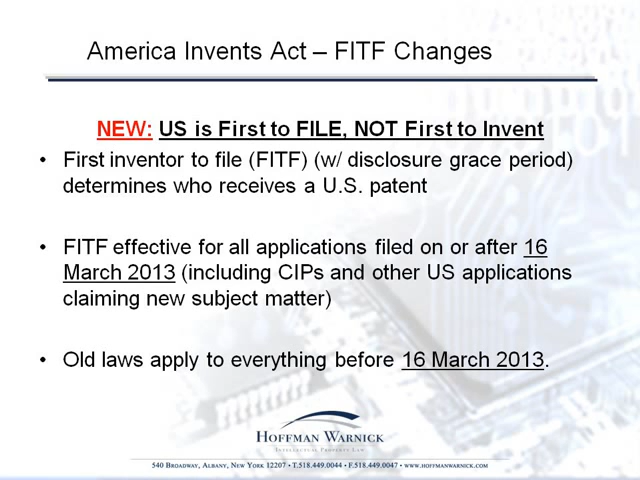 America Invents Act – FITF Changes
NEW: US is First to FILE, NOT First to Invent
• First inventor to file (FITF) (w/ disclosure grace period)
determines who receives a U.S. patent
• FITF effective for all applications filed on or after 16
March 2013 (including CIPs and other US applications
claiming new subject matter)
• Old laws apply to everything before 16 March 2013.
HOFFMAN WARNICK
INTELLECTUAL PROPERTY LAW
540 BROADWAY, ALBANY, NEW YORK 12207 • T.518.449.0044 • F.518.449.0047 • WWW.HOFFMANWARNICK.COM